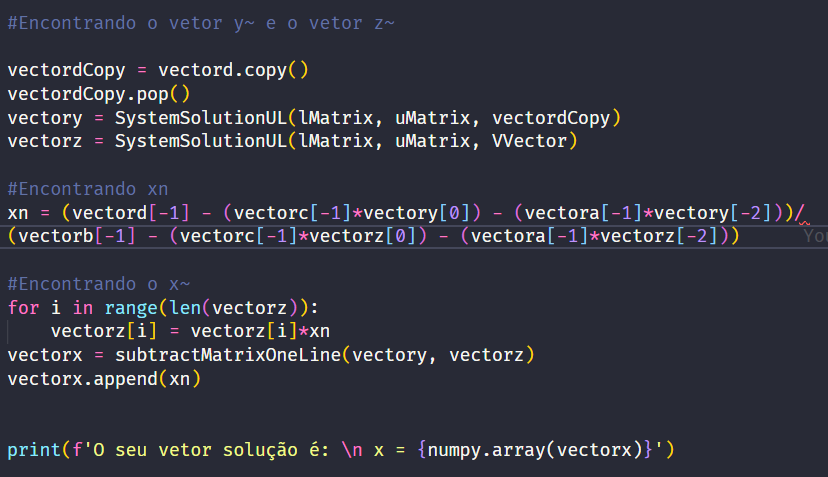 #Encontrando o vetor y~ e o vetor z~
vectordCopy = vectord.copy()
vectordCopy.pop()
vectory = SystemSolutionUL(lMatrix, uMatrix, vectordCopy)
vectorz = SystemSolutionUL(lMatrix, uMatrix, VVector)
#Encontrando xn
xn = (vectord[-1] - (vectorc[-1]*vectory[0]) - (vectora[-1]*vectory[-2]))/
(vectorb[-1] - (vectorc[-1]*vectorz[0]) - (vectora[-1]*vectorz[-2]))
#Encontrando o x~
for i in range(len(vectorz)):
    vectorz[i] = vectorz[i]*xn
vectorx = subtractMatrixOneLine(vectory, vectorz)
vectorx.append(xn)
print(f'O seu vetor solução é: \n x = {numpy.array(vectorx)}')